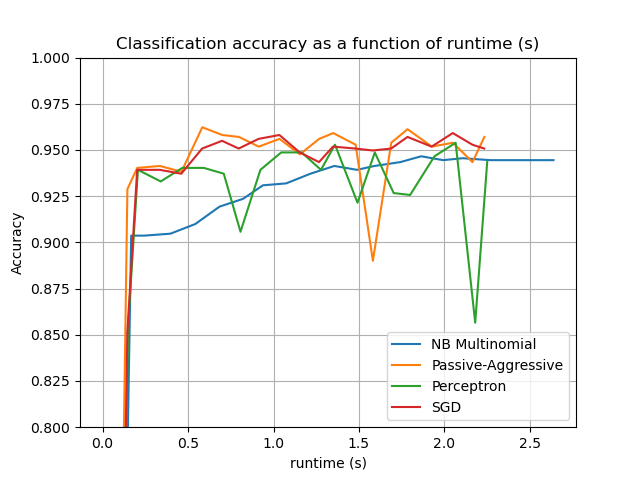 Classification accuracy as a function of runtime (s)
1.000
0.975
0.950
0.925
0.900
0.875
0.850
0.825
0.800
Accuracy
NB Multinomial
Passive-Aggressive
Perceptron
SGD
0.0 0.5 1.0 1.5 2.0 2.5
runtime (s)